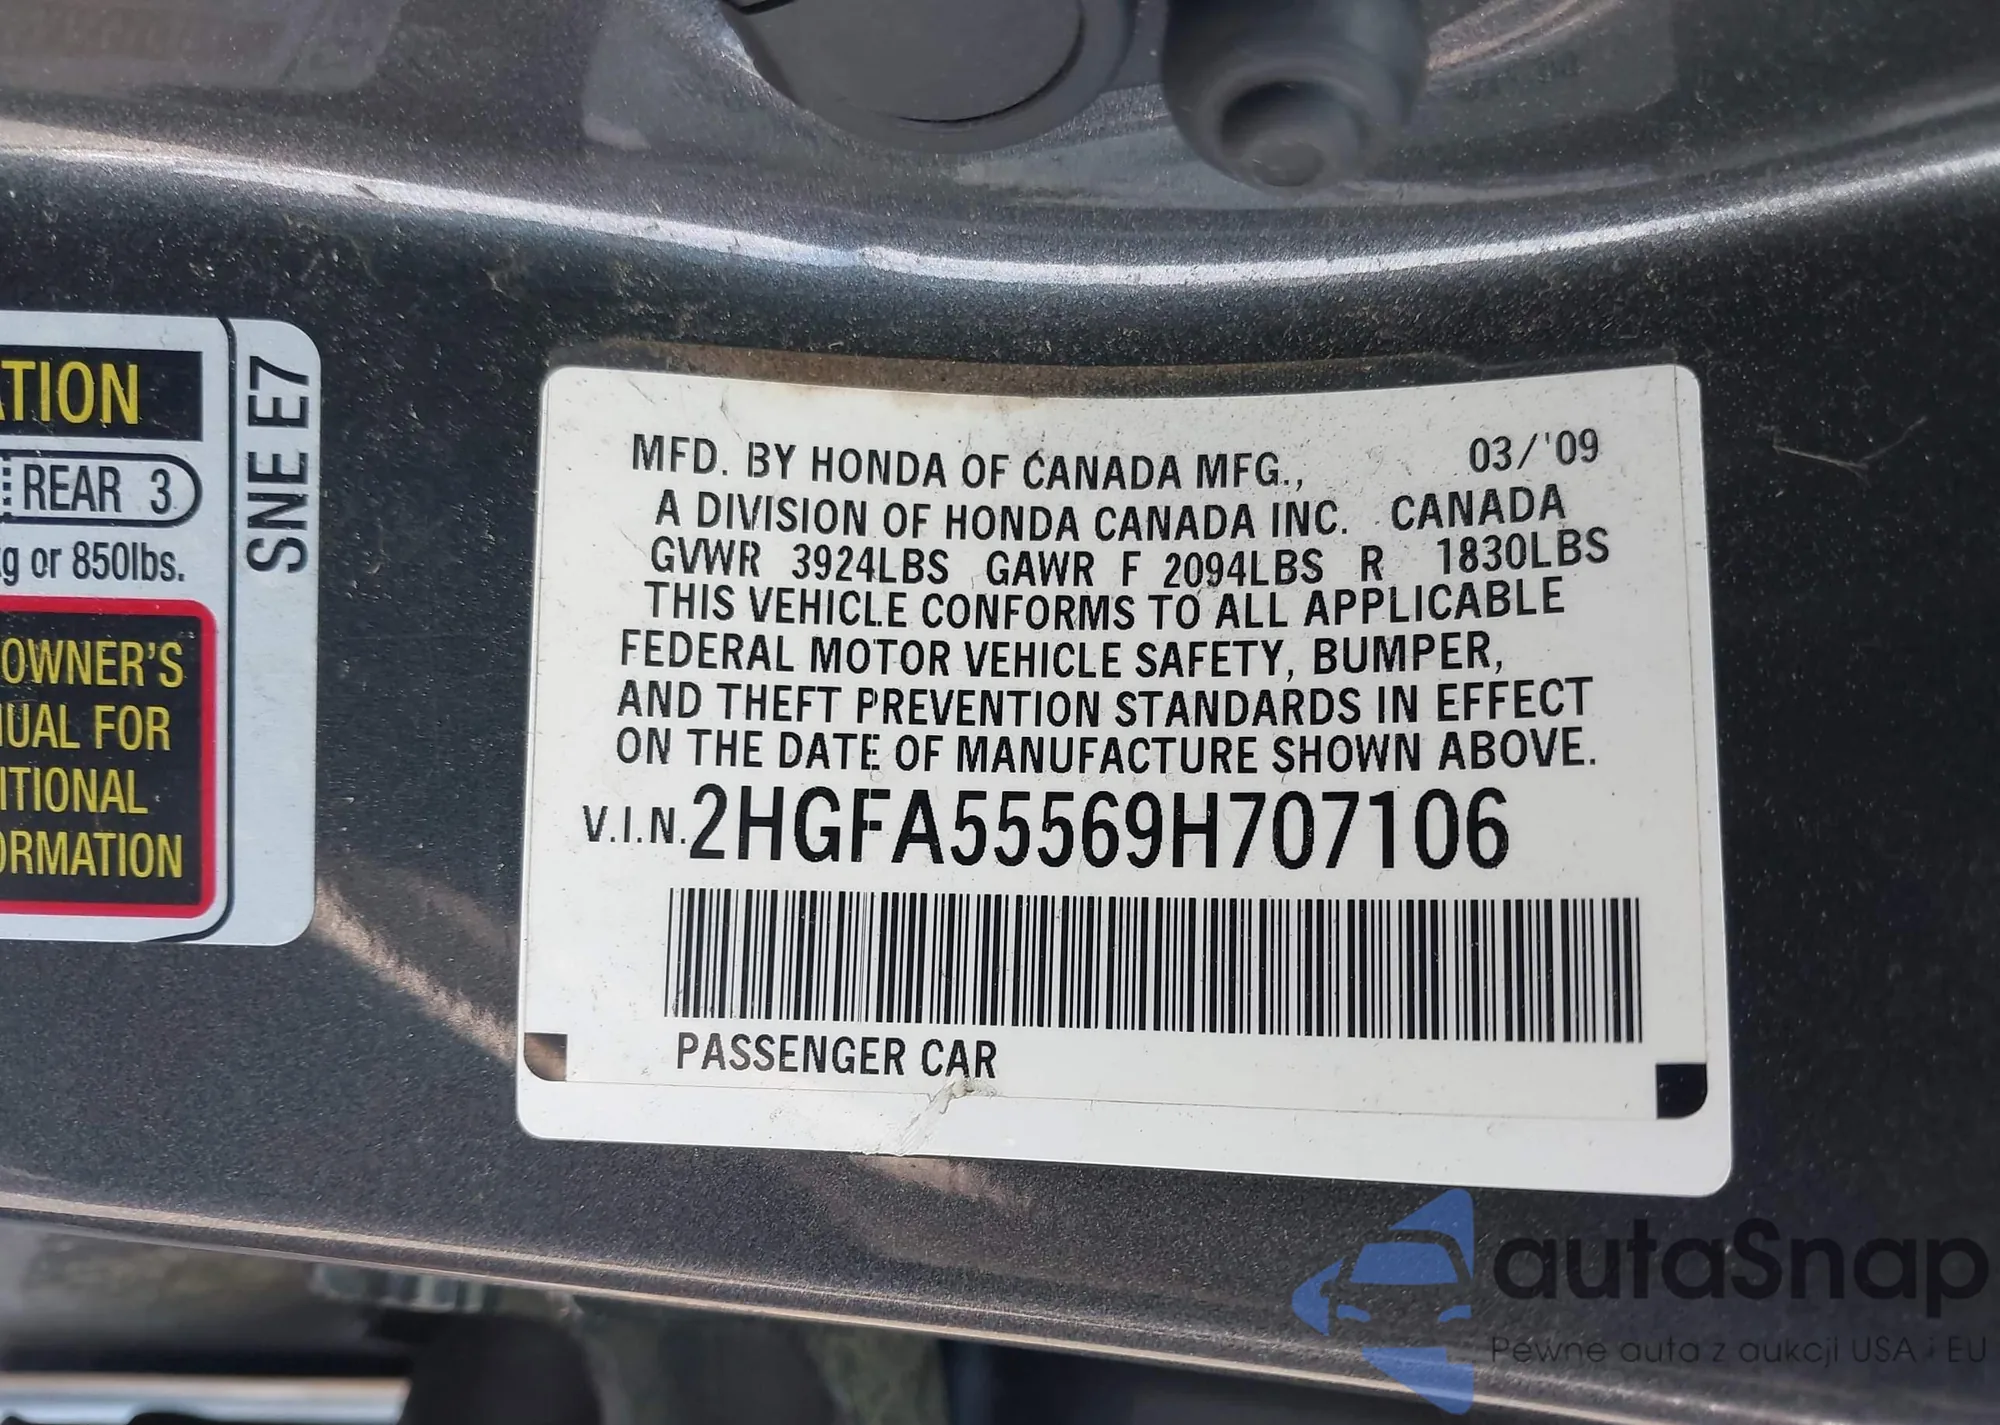 ATION
REAR 3
g or 850lbs.
OWNER'S
UAL FOR
ITIONAL
ORMATION
SNE E7
MFD. BY HONDA OF CANADA MFG., 03/'09
A DIVISION OF HONDA CANADA INC. CANADA
GVWR 3924LBS GAWR F 2094LBS R 1830LBS
THIS VEHICLE CONFORMS TO ALL APPLICABLE
FEDERAL MOTOR VEHICLE SAFETY, BUMPER,
AND THEFT PREVENTION STANDARDS IN EFFECT
ON THE DATE OF MANUFACTURE SHOWN ABOVE.
V.I.N. 2HGFA55569H707106
PASSENGER CAR
autaSnap
Pewne auta z aukcji USA i EU